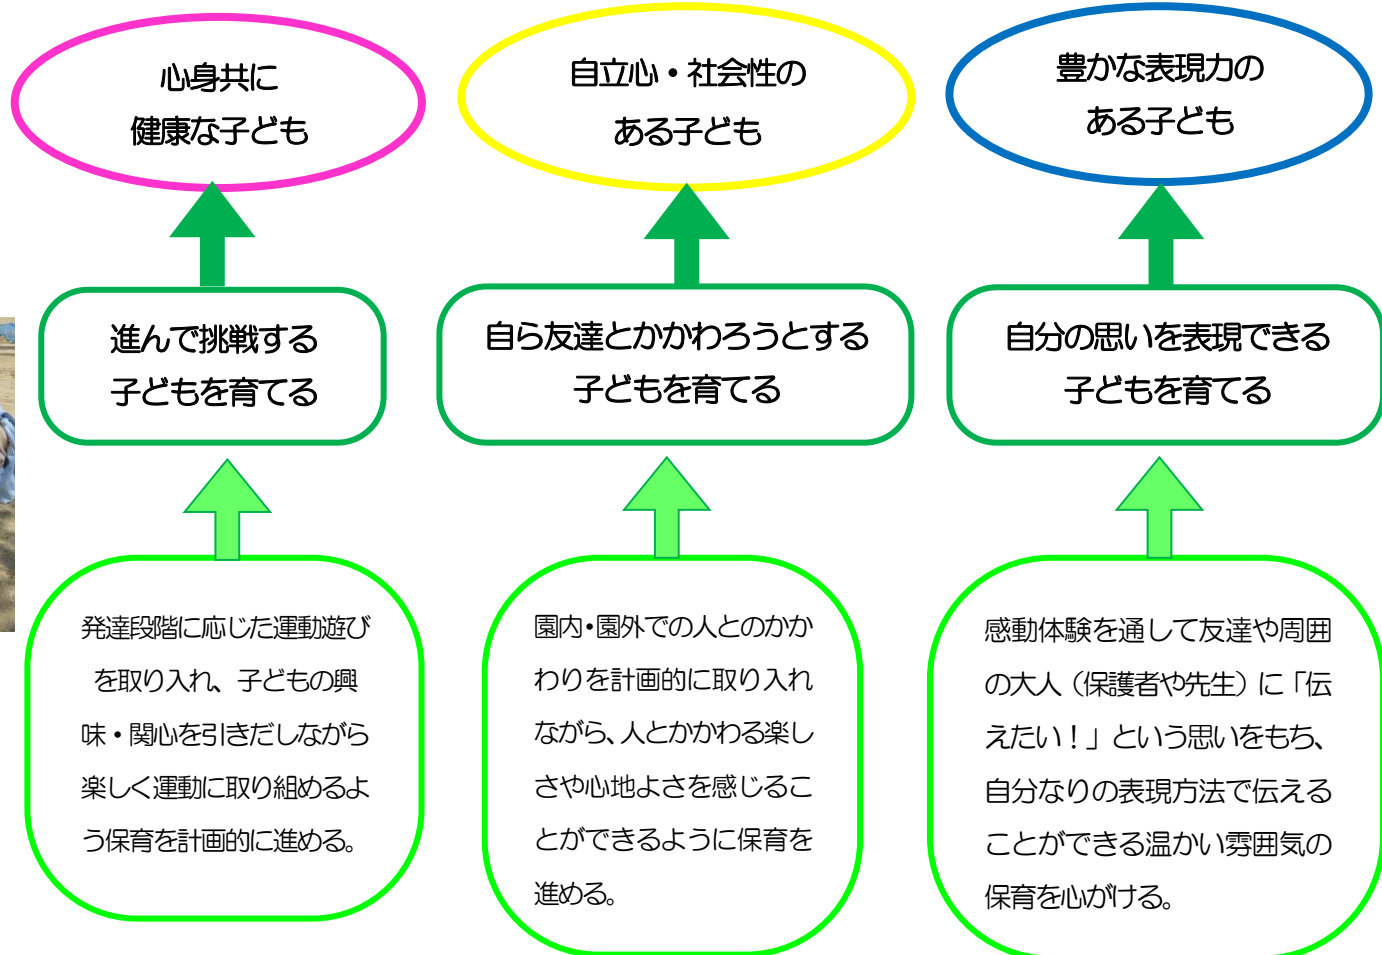 心身共に
健康な子ども
自立心・社会性の
ある子ども
豊かな表現力の
ある子ども
進んで挑戦する
子どもを育てる
自ら友達とかかわろうとする
子どもを育てる
自分の思いを表現できる
子どもを育てる
発達段階に応じた運動遊び
を取り入れ、子どもの興
味・関心を引きだしながら
楽しく運動に取り組めるよ
う保育を計画的に進める。
園内・園外での人とのかか
わりを計画的に取り入れ
ながら、人とかかわる楽し
さや心地よさを感じるこ
とができるように保育を
進める。
感動体験を通して友達や周囲
の大人（保護者や先生）に「伝
えたい！」という思いをもち、
自分なりの表現方法で伝える
ことができる温かい雰囲気の
保育を心がける。